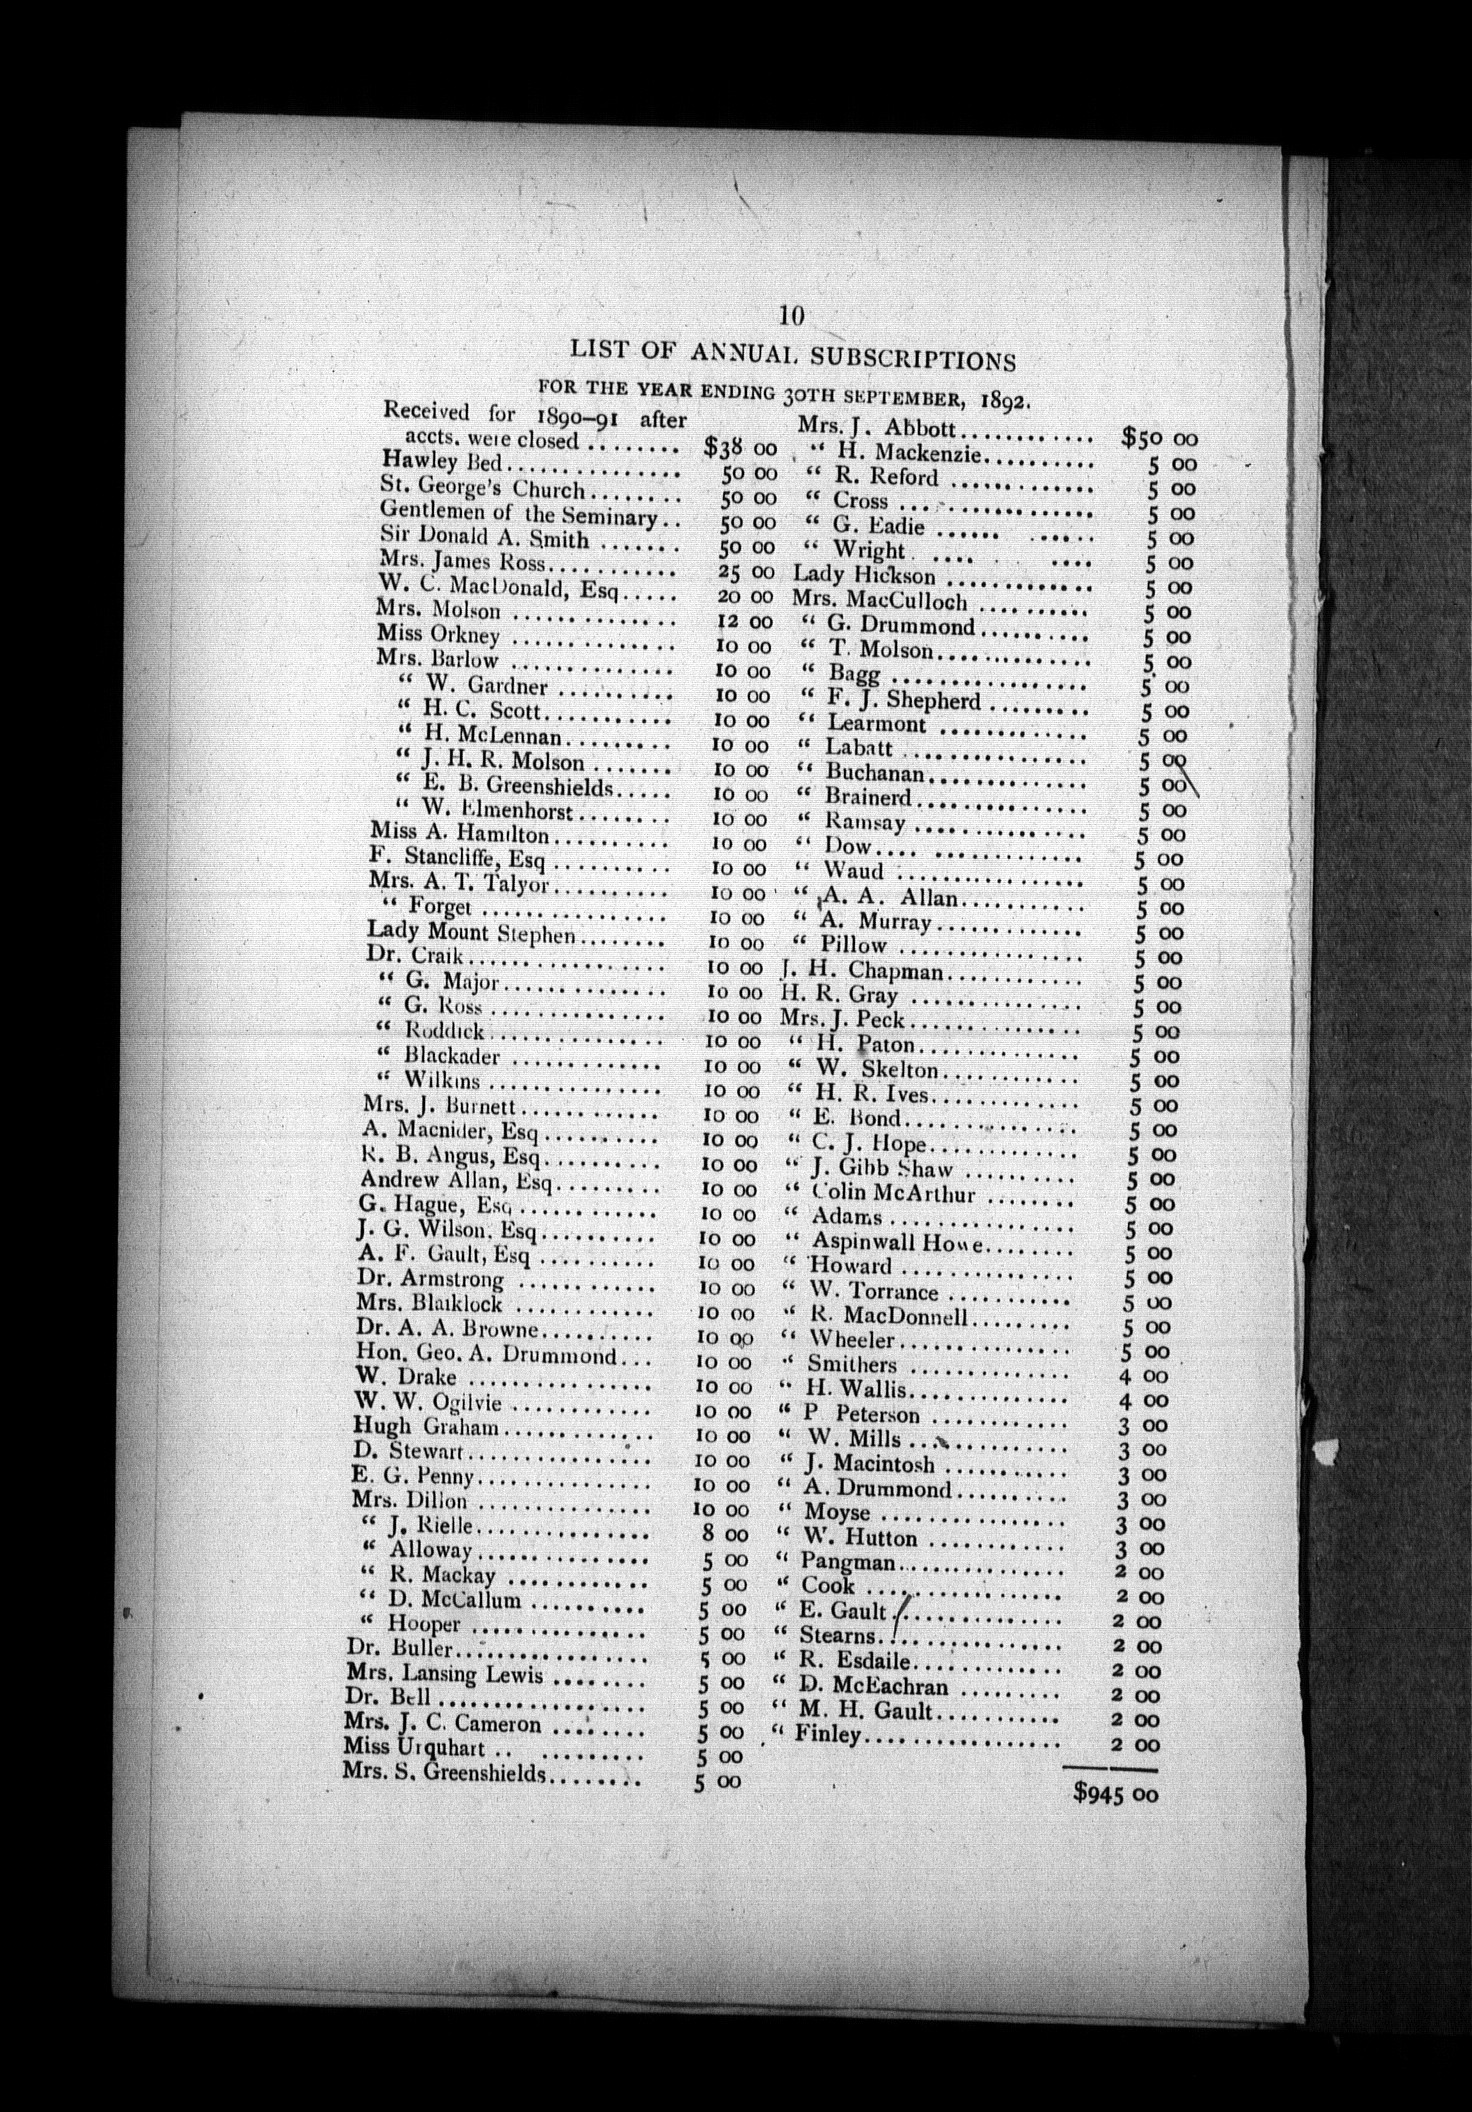 10
LIST OF ANNUAL SUBSCRIPTIONS
FOR THE YEAR ENDING 30TH SEPTEMBER, 1892.
Received for 1890-91 after
accts. were closed ........ $38 00
Hawley Bed............... 50 00
St. George's Church........ 50 00
Gentlemen of the Seminary.. 50 00
Sir Donald A. Smith ....... 50 00
Mrs. James Ross........... 25 00
W. C. MacDonald, Esq..... 20 00
Mrs. Molson .............. 12 00
Miss Orkney .............. 10 00
Mrs. Barlow .............. 10 00
" W. Gardner .......... 10 00
" H. C. Scott........... 10 00
" H. McLennan......... 10 00
" J. H. R. Molson ....... 10 00
" E. B. Greenshields..... 10 00
" W. Elmenhorst........ 10 00
Miss A. Hamilton.......... 10 00
F. Stancliffe, Esq .......... 10 00
Mrs. A. T. Talyor.......... 10 00
" Forget ................ 10 00
Lady Mount Stephen........ 10 00
Dr. Craik................. 10 00
" G. Major.............. 10 00
" G. Ross ............... 10 00
" Roddick............... 10 00
" Blackader ............. 10 00
" Wilkins ............... 10 00
Mrs. J. Burnett............ 10 00
A. Macnider, Esq.......... 10 00
R. B. Angus, Esq.......... 10 00
Andrew Allan, Esq......... 10 00
G. Hague, Esq ............ 10 00
J. G. Wilson, Esq.......... 10 00
A. F. Gault, Esq .......... 10 00
Dr. Armstrong ............ 10 00
Mrs. Blaiklock ............ 10 00
Dr. A. A. Browne.......... 10 00
Hon. Geo. A. Drummond... 10 00
W. Drake ................ 10 00
W. W. Ogilvie ............ 10 00
Hugh Graham............. 10 00
D. Stewart................ 10 00
E. G. Penny............... 10 00
Mrs. Dillon ............... 10 00
" J. Rielle............... 8 00
" Alloway............... 5 00
" R. Mackay ............ 5 00
" D. McCallum .......... 5 00
" Hooper ............... 5 00
Dr. Buller................. 5 00
Mrs. Lansing Lewis ........ 5 00
Dr. Bell .................. 5 00
Mrs. J. C. Cameron ........ 5 00
Miss Urquhart .. ......... 5 00
Mrs. S. Greenshields........ 5 00
Mrs. J. Abbott............ $50 00
" H. Mackenzie.......... 5 00
" R. Reford ............. 5 00
" Cross ................. 5 00
" G. Eadie ...... ...... 5 00
" Wright . .... .... 5 00
Lady Hickson ............. 5 00
Mrs. MacCulloch .......... 5 00
" G. Drummond.......... 5 00
" T. Molson.............. 5 00
" Bagg ................. 5 00
" F. J. Shepherd ......... 5 00
" Learmont ............. 5 00
" Labatt ................ 5 00
" Buchanan.............. 5 00
" Brainerd............... 5 00
" Ramsay ............... 5 00
" Dow.... ............. 5 00
" Waud ................ 5 00
" A. A. Allan........... 5 00
" A. Murray............. 5 00
" Pillow ................ 5 00
J. H. Chapman............ 5 00
H. R. Gray ............... 5 00
Mrs. J. Peck............... 5 00
" H. Paton.............. 5 00
" W. Skelton............ 5 00
" H. R. Ives............. 5 00
" E. Bond............... 5 00
" C. J. Hope............. 5 00
" J. Gibb Shaw .......... 5 00
" Colin McArthur ........ 5 00
" Adams ................ 5 00
" Aspinwall Howe........ 5 00
" Howard ............... 5 00
" W. Torrance ........... 5 00
" R. MacDonnell......... 5 00
" Wheeler............... 5 00
" Smithers .............. 4 00
" H. Wallis.............. 4 00
" P Peterson ............ 3 00
" W. Mills .............. 3 00
" J. Macintosh ........... 3 00
" A. Drummond.......... 3 00
" Moyse ................ 3 00
" W. Hutton ............ 3 00
" Pangman............... 2 00
" Cook ................. 2 00
" E. Gault ............... 2 00
" Stearns................ 2 00
" R. Esdaile............. 2 00
" D. McEachran ......... 2 00
" M. H. Gault........... 2 00
" Finley................. 2 00
$945 00